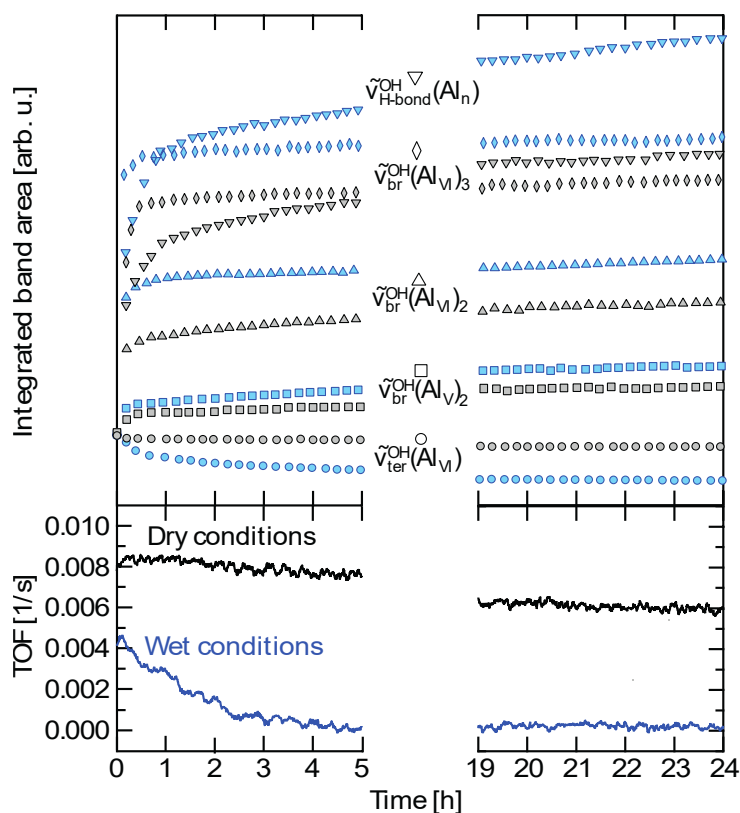 Integrated band area [arb. u.]
ṽ^OH_H-bond(Al_n)
ṽ^OH_br(Al_VI)_3
ṽ^OH_br(Al_VI)_2
ṽ^OH_br(Al_V)_2
ṽ^OH_ter(Al_VI)
TOF [1/s]
0.010
0.008
0.006
0.004
0.002
0.000
Dry conditions
Wet conditions
0 1 2 3 4 5 19 20 21 22 23 24
Time [h]